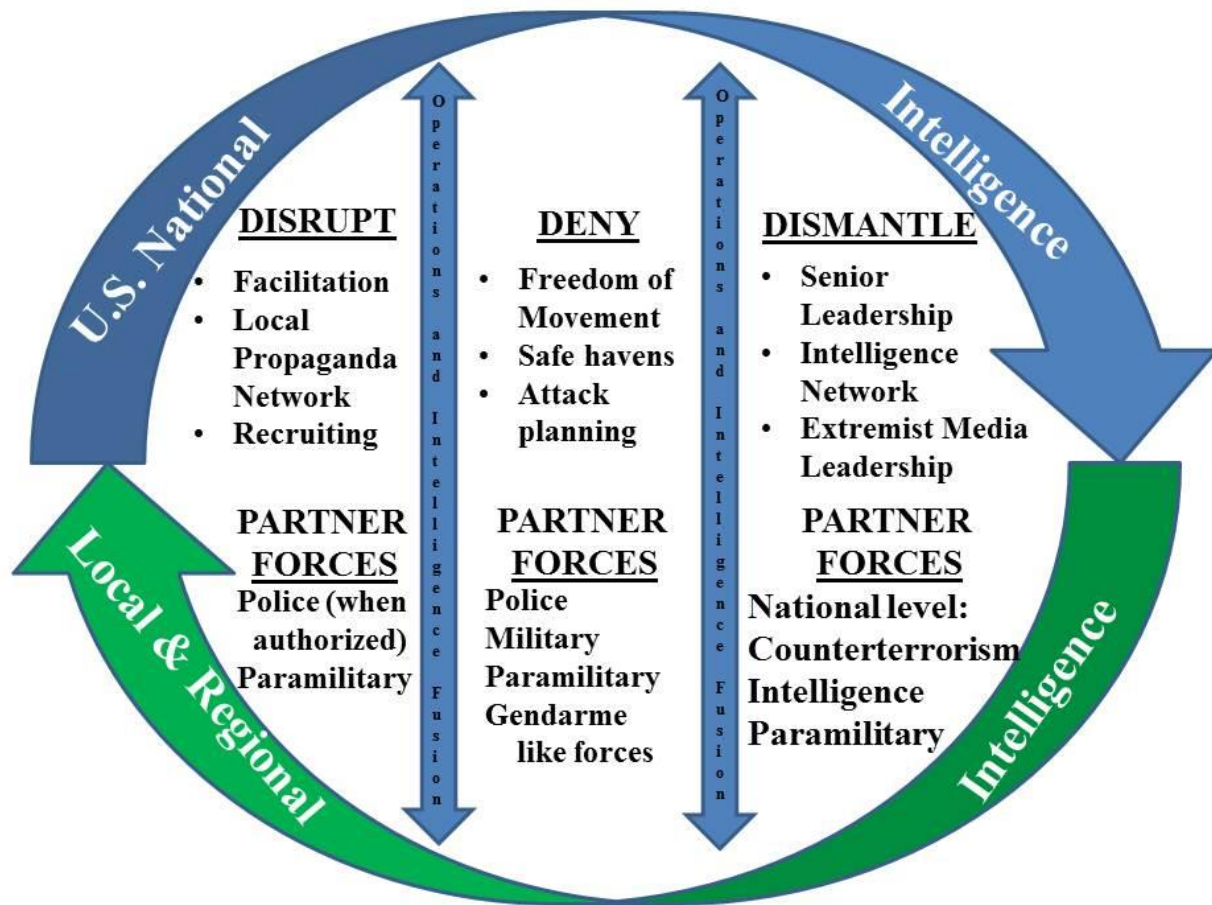 U.S. National
Intelligence
DISRUPT
• Facilitation
• Local
Propaganda
Network
• Recruiting
PARTNER
FORCES
Police (when
authorized)
Paramilitary
Operations and Intelligence Fusion
DENY
• Freedom of
Movement
• Safe havens
• Attack
planning
PARTNER
FORCES
Police
Military
Paramilitary
Gendarme
like forces
Operations and Intelligence Fusion
DISMANTLE
• Senior
Leadership
• Intelligence
Network
• Extremist Media
Leadership
PARTNER
FORCES
National level:
Counterterrorism
Intelligence
Paramilitary
Local & Regional
Intelligence